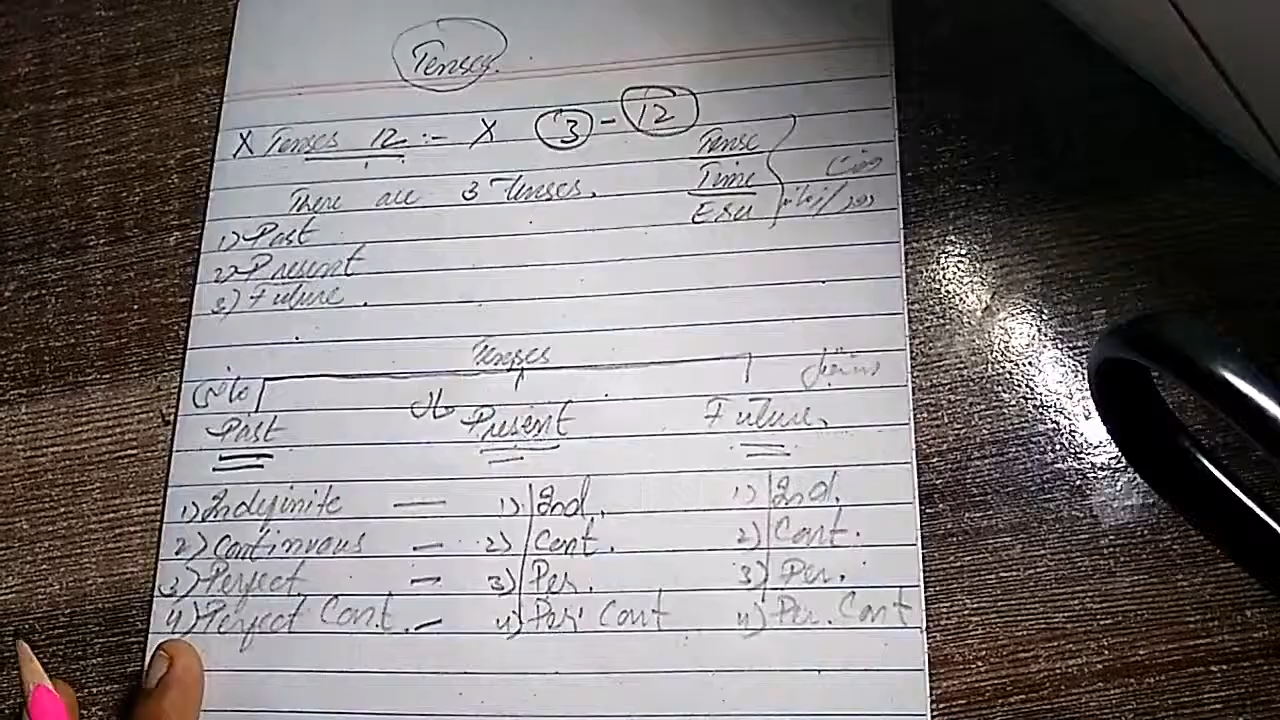 Tenses.
X Tenses 12 :- X 3 - 12
Tense
There are 3 Tenses. Time
1) Past
2) Present
3) Future.
Tenses
ماضی
حال
Past Present Future.
1) Indefinite — 1) Ind. 1) Ind.
2) Continuous — 2) Cont. 2) Cont.
3) Perfect — 3) Per. 3) Per.
4) Perfect Cont. — 4) Per. Cont 4) Per. Cont